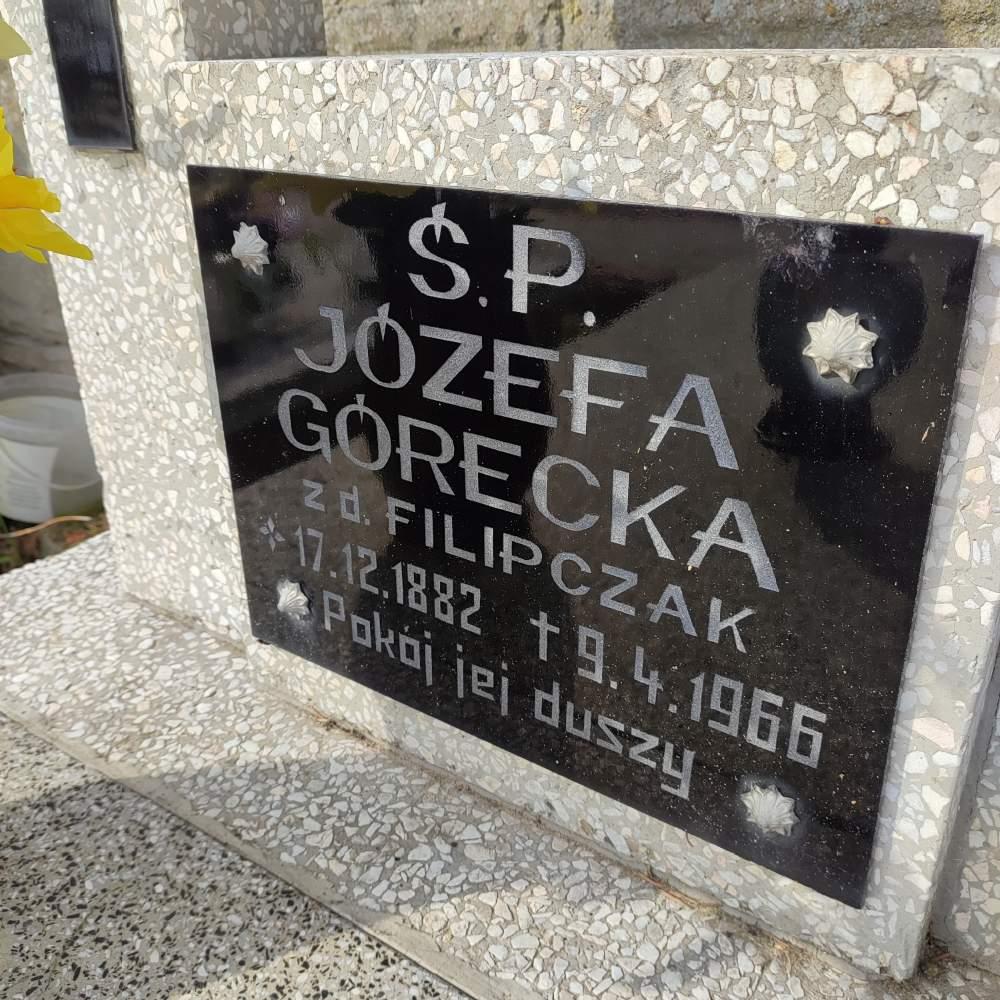 Ś.P.
JÓZEFA
GÓRECKA
z d. FILIPCZAK
* 17.12.1882 † 9.4.1966
Pokój jej duszy